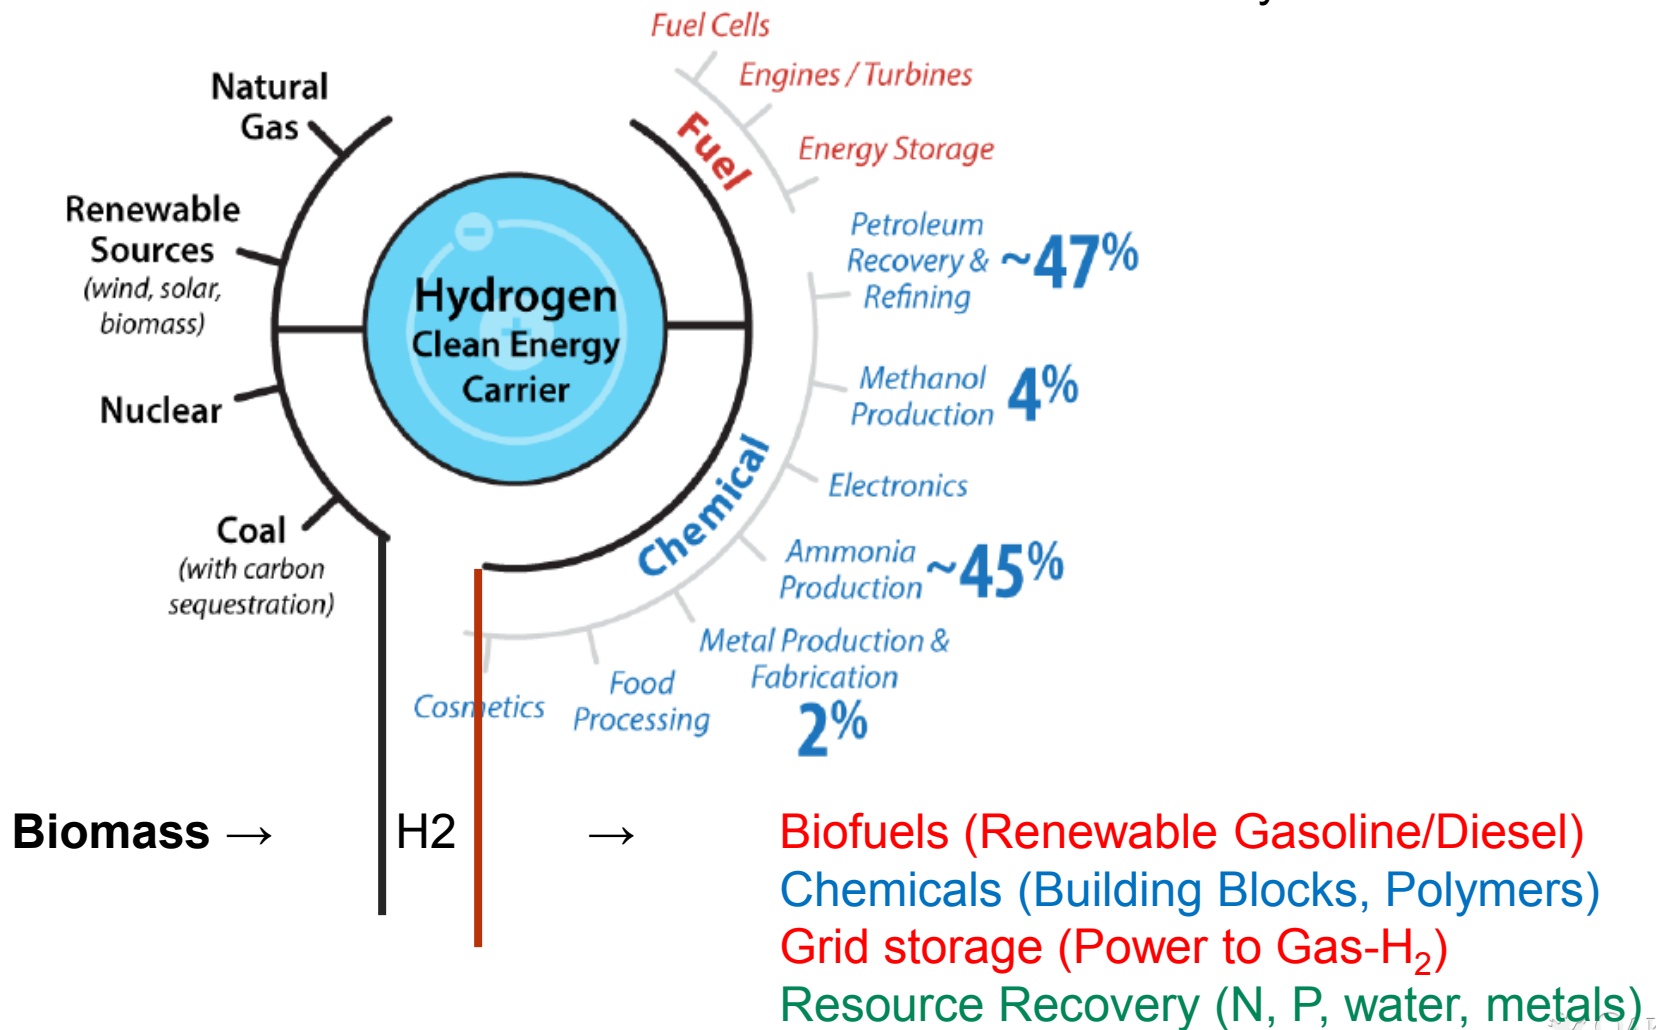 Fuel Cells
Engines / Turbines
Energy Storage
Fuel
Natural
Gas
Renewable
Sources
(wind, solar,
biomass)
Nuclear
Coal
(with carbon
sequestration)
Hydrogen
Clean Energy
Carrier
Petroleum
Recovery & ~47%
Refining
Methanol
Production 4%
Electronics
Chemical
Ammonia
Production ~45%
Metal Production &
Fabrication
2%
Food
Processing
Cosmetics
Biomass → H2 → Biofuels (Renewable Gasoline/Diesel)
Chemicals (Building Blocks, Polymers)
Grid storage (Power to Gas-H₂)
Resource Recovery (N, P, water, metals)